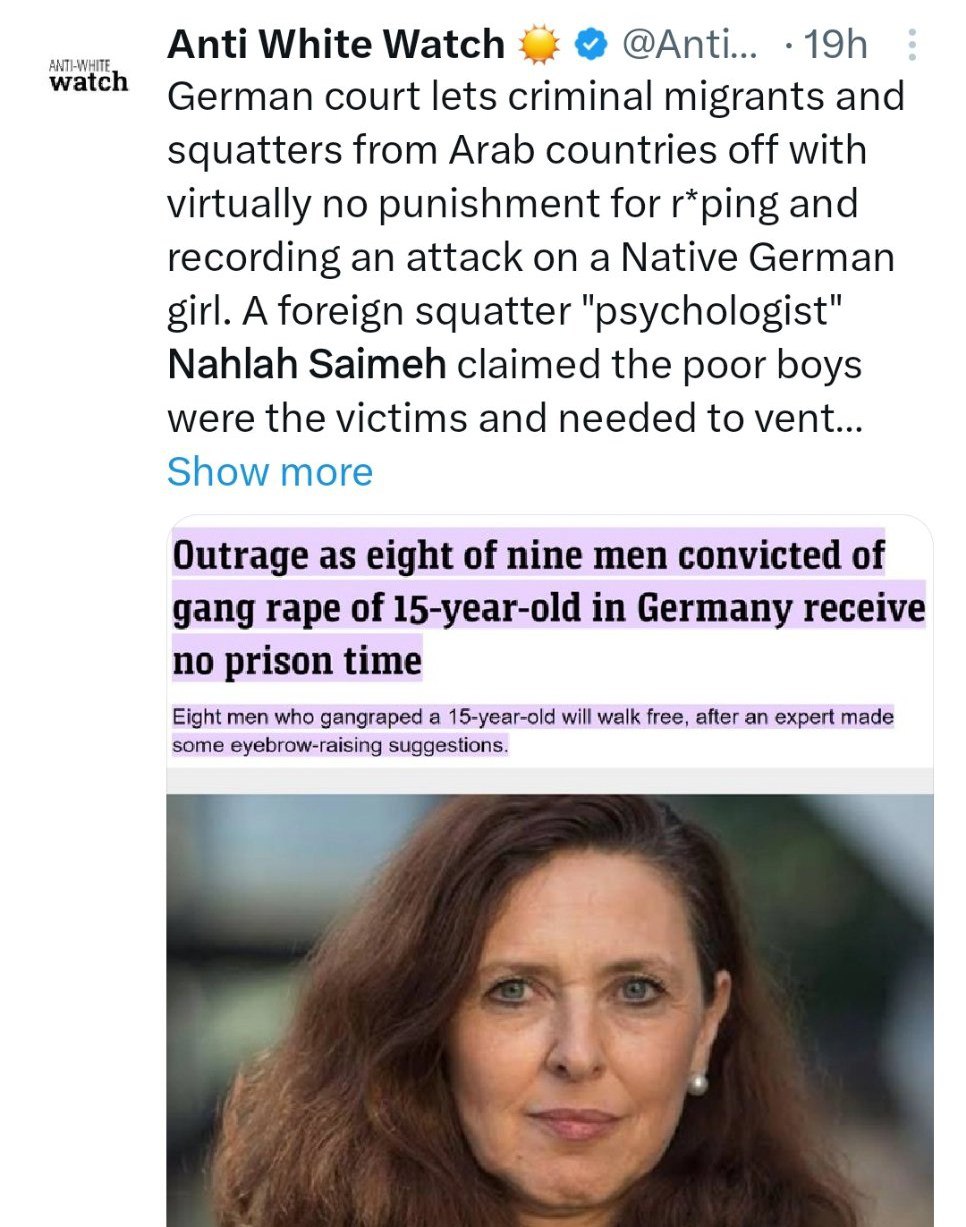 Anti White Watch ☀️ @Anti... · 19h
ANTI-WHITE
watch
German court lets criminal migrants and
squatters from Arab countries off with
virtually no punishment for r*ping and
recording an attack on a Native German
girl. A foreign squatter "psychologist"
Nahlah Saimeh claimed the poor boys
were the victims and needed to vent...
Show more
Outrage as eight of nine men convicted of
gang rape of 15-year-old in Germany receive
no prison time
Eight men who gangraped a 15-year-old will walk free, after an expert made
some eyebrow-raising suggestions.